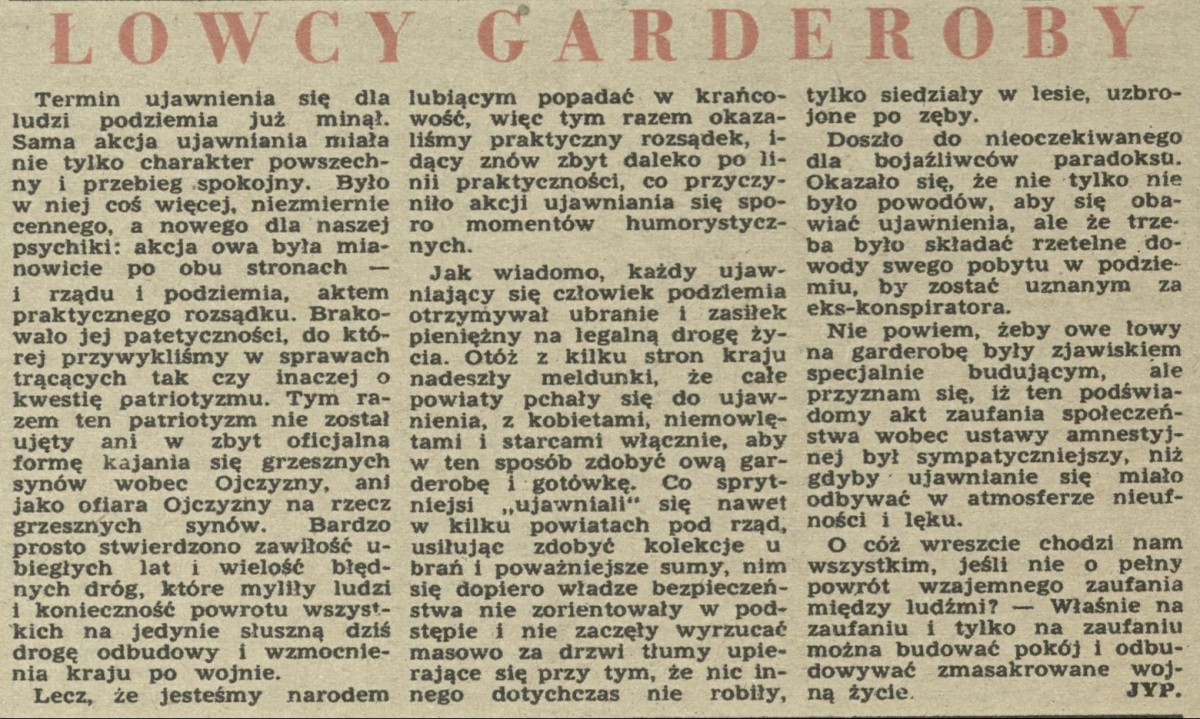 ŁOWCY GARDEROBY
Termin ujawnienia się dla
ludzi podziemia już minął.
Sama akcja ujawniania miała
nie tylko charakter powszech-
ny i przebieg spokojny. Było
w niej coś więcej, niezmiernie
cennego, a nowego dla naszej
psychiki: akcja owa była mia-
nowicie po obu stronach —
i rządu i podziemia, aktem
praktycznego rozsądku. Brako-
wało jej patetyczności, do któ-
rej przywykliśmy w sprawach
trącących tak czy inaczej o
kwestię patriotyzmu. Tym ra-
zem ten patriotyzm nie został
ujęty ani w zbyt oficjalna
formę kajania się grzesznych
synów wobec Ojczyzny, ani
jako ofiara Ojczyzny na rzecz
grzesznych synów. Bardzo
prosto stwierdzono zawiłość u-
biegłych lat i wielość błęd-
nych dróg, które myliły ludzi
i konieczność powrotu wszyst-
kich na jedynie słuszną dziś
drogę odbudowy i wzmocnie-
nia kraju po wojnie.
Lecz, że jesteśmy narodem
lubiącym popadać w krańco-
wość, więc tym razem okaza-
liśmy praktyczny rozsądek, i-
dący znów zbyt daleko po li-
nii praktyczności, co przyczy-
niło akcji ujawniania się spo-
ro momentów humorystycz-
nych.
Jak wiadomo, każdy ujaw-
niający się człowiek podziemia
otrzymywał ubranie i zasiłek
pieniężny na legalną drogę ży-
cia. Otóż z kilku stron kraju
nadeszły meldunki, że całe
powiaty pchały się do ujaw-
nienia, z kobietami, niemowlę-
tami i starcami włącznie, aby
w ten sposób zdobyć ową gar-
derobę i gotówkę. Co spryt-
niejsi „ujawniali" się nawet
w kilku powiatach pod rząd,
usiłując zdobyć kolekcje u
brań i poważniejsze sumy, nim
się dopiero władze bezpieczeń-
stwa nie zorientowały w pod-
stępie i nie zaczęły wyrzucać
masowo za drzwi tłumy upie-
rające się przy tym, że nic in-
nego dotychczas nie robiły,
tylko siedziały w lesie, uzbro-
jone po zęby.
Doszło do nieoczekiwanego
dla bojaźliwców paradoksu.
Okazało się, że nie tylko nie
było powodów, aby się oba-
wiać ujawnienia, ale że trze-
ba było składać rzetelne do-
wody swego pobytu w podzie-
miu, by zostać uznanym za
eks-konspiratora.
Nie powiem, żeby owe łowy
na garderobę były zjawiskiem
specjalnie budującym, ale
przyznam się, iż ten podświa-
domy akt zaufania społeczeń-
stwa wobec ustawy amnestyj-
nej był sympatyczniejszy, niż
gdyby ujawnianie się miało
odbywać w atmosferze nieuf-
ności i lęku.
O cóż wreszcie chodzi nam
wszystkim, jeśli nie o pełny
powrót wzajemnego zaufania
między ludźmi? — Właśnie na
zaufaniu i tylko na zaufaniu
można budować pokój i odbu-
dowywać zmasakrowane woj-
ną życie. JYP.